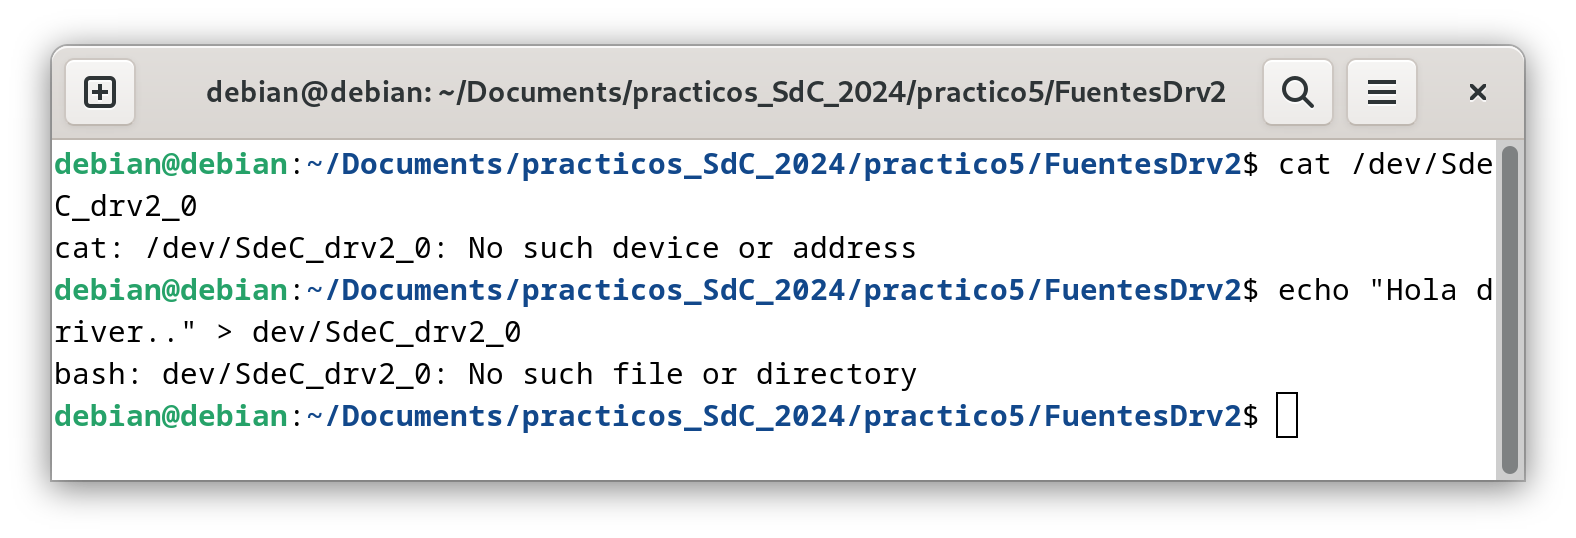 debian@debian: ~/Documents/practicos_SdC_2024/practico5/FuentesDrv2
debian@debian:~/Documents/practicos_SdC_2024/practico5/FuentesDrv2$ cat /dev/Sde
C_drv2_0
cat: /dev/SdeC_drv2_0: No such device or address
debian@debian:~/Documents/practicos_SdC_2024/practico5/FuentesDrv2$ echo "Hola d
river.." > dev/SdeC_drv2_0
bash: dev/SdeC_drv2_0: No such file or directory
debian@debian:~/Documents/practicos_SdC_2024/practico5/FuentesDrv2$